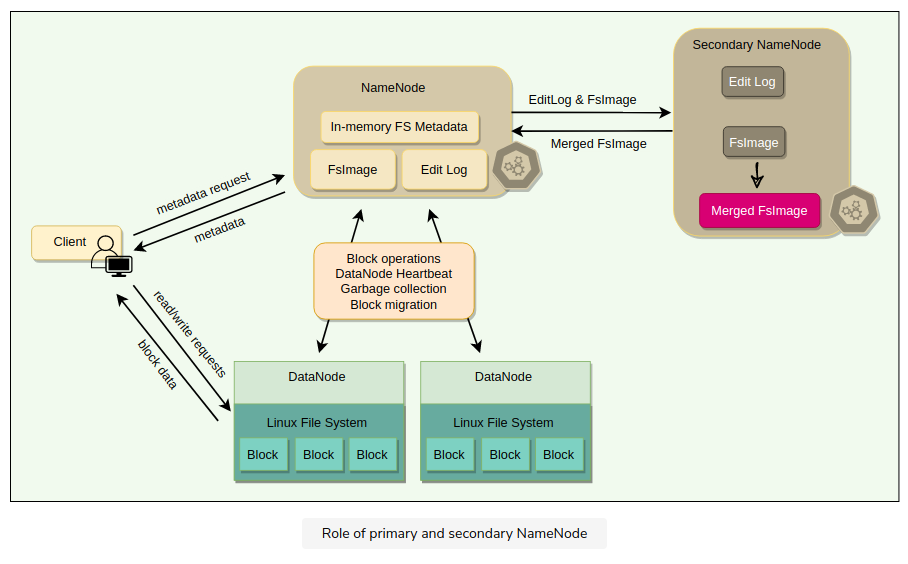 Secondary NameNode
Edit Log
FsImage
Merged FsImage
NameNode
In-memory FS Metadata
FsImage
Edit Log
EditLog & FsImage
Merged FsImage
metadata request
metadata
Client
Block operations
DataNode Heartbeat
Garbage collection
Block migration
read/write requests
block data
DataNode
Linux File System
Block
Block
Block
DataNode
Linux File System
Block
Block
Block
Role of primary and secondary NameNode